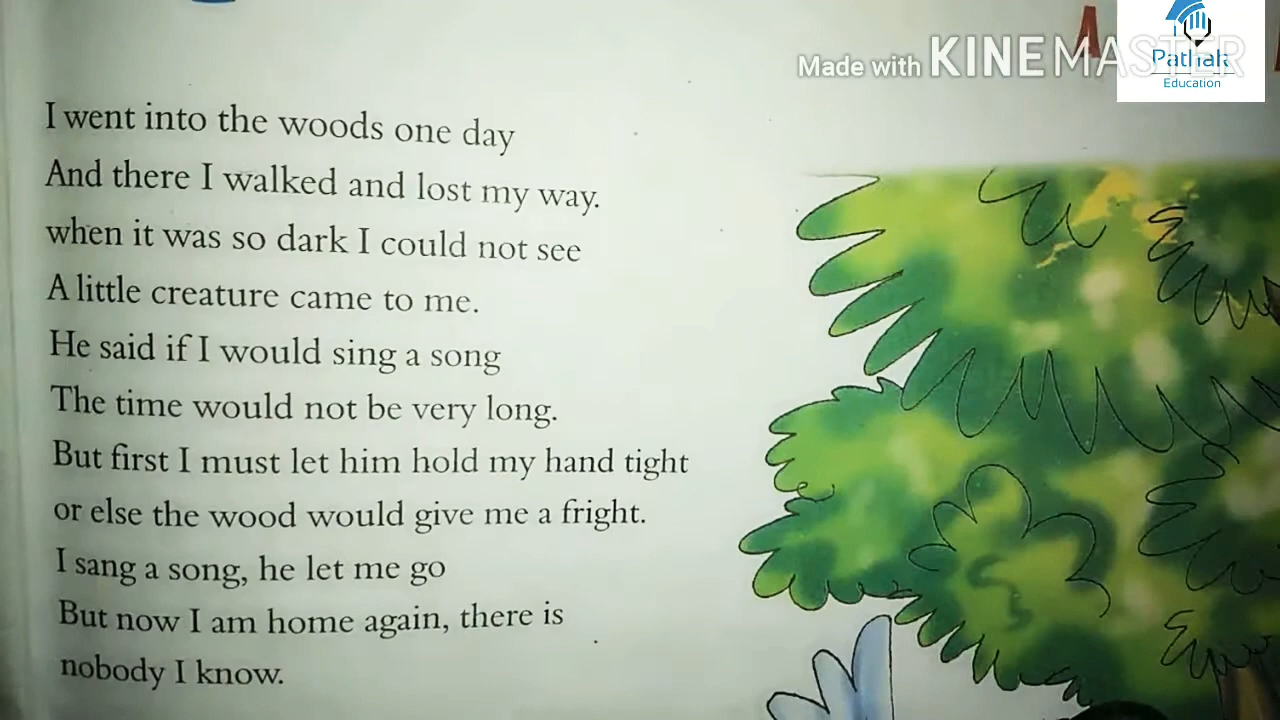 Made with KINEMASTER
Pathak
Education
I went into the woods one day
And there I walked and lost my way.
when it was so dark I could not see
A little creature came to me.
He said if I would sing a song
The time would not be very long.
But first I must let him hold my hand tight
or else the wood would give me a fright.
I sang a song, he let me go
But now I am home again, there is
nobody I know.